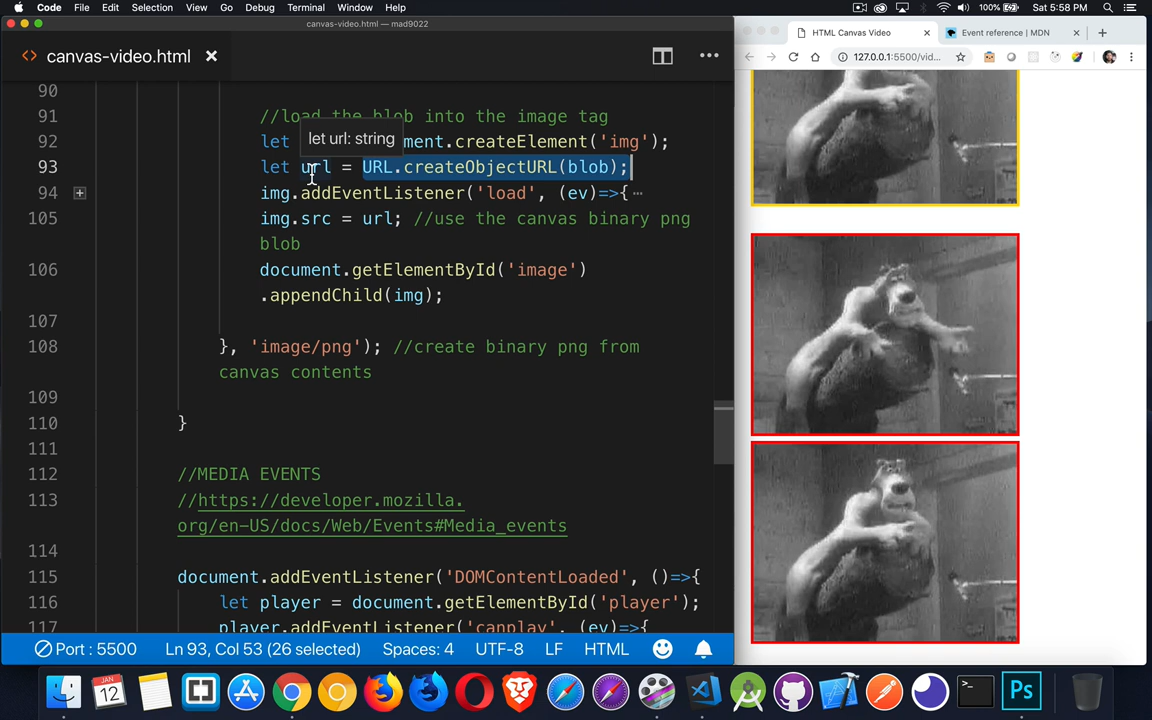 Code File Edit Selection View Go Debug Terminal Window Help 100% Sat 5:58 PM
canvas-video.html — mad9022
canvas-video.html
HTML Canvas Video
Event reference | MDN
127.0.0.1:5500/vid...
90
91 //load the blob into the image tag
let url: string
92 let ment.createElement('img');
93 let url = URL.createObjectURL(blob);
94 img.addEventListener('load', (ev)=>{
105 img.src = url; //use the canvas binary png
blob
106 document.getElementById('image')
.appendChild(img);
107
108 }, 'image/png'); //create binary png from
canvas contents
109
110 }
111
112 //MEDIA EVENTS
113 //https://developer.mozilla.
org/en-US/docs/Web/Events#Media_events
114
115 document.addEventListener('DOMContentLoaded', ()=>{
116 let player = document.getElementById('player');
117 player.addEventListener('canplay', (ev)=>{
Port : 5500 Ln 93, Col 53 (26 selected) Spaces: 4 UTF-8 LF HTML
JAN
12
Ps